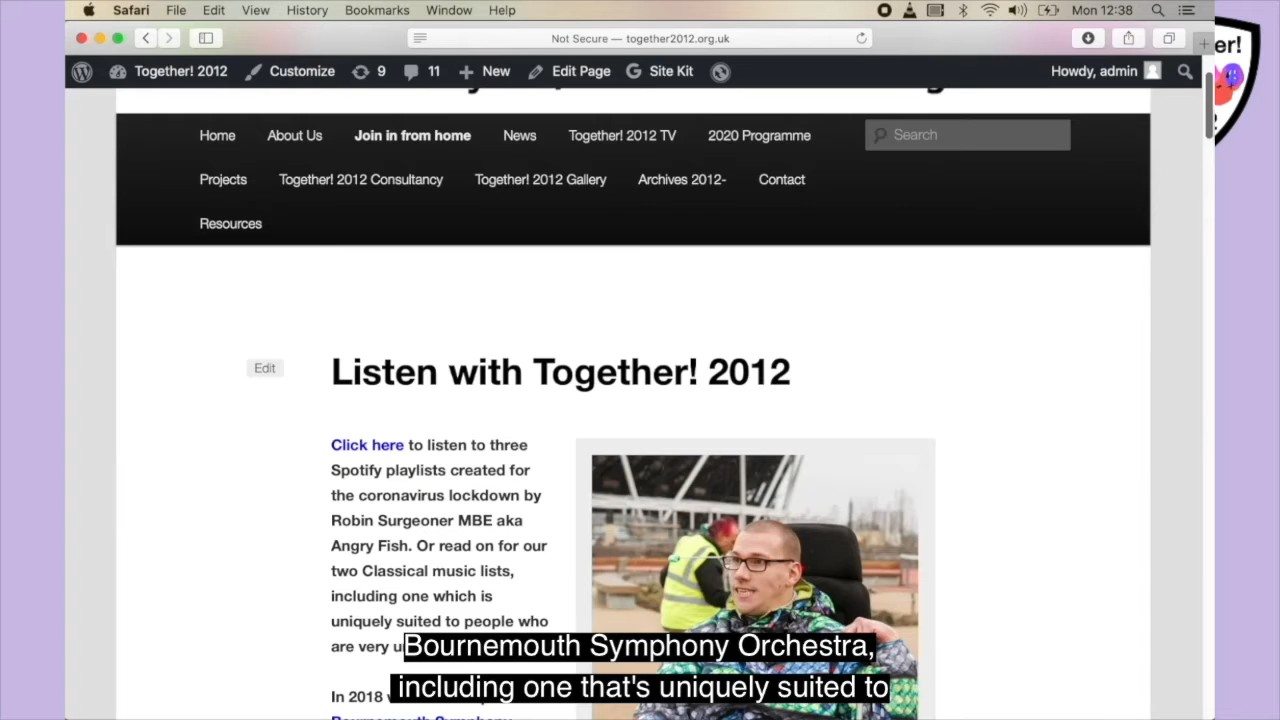 Safari File Edit View History Bookmarks Window Help Mon 12:38
Not Secure — together2012.org.uk
Together! 2012 Customize 9 11 New Edit Page Site Kit Howdy, admin
er!
Home About Us Join in from home News Together! 2012 TV 2020 Programme Search
Projects Together! 2012 Consultancy Together! 2012 Gallery Archives 2012- Contact
Resources
Edit
Listen with Together! 2012
Click here to listen to three
Spotify playlists created for
the coronavirus lockdown by
Robin Surgeoner MBE aka
Angry Fish. Or read on for our
two Classical music lists,
including one which is
uniquely suited to people who
are very
In 2018
Bournemouth Symphony Orchestra,
including one that's uniquely suited to